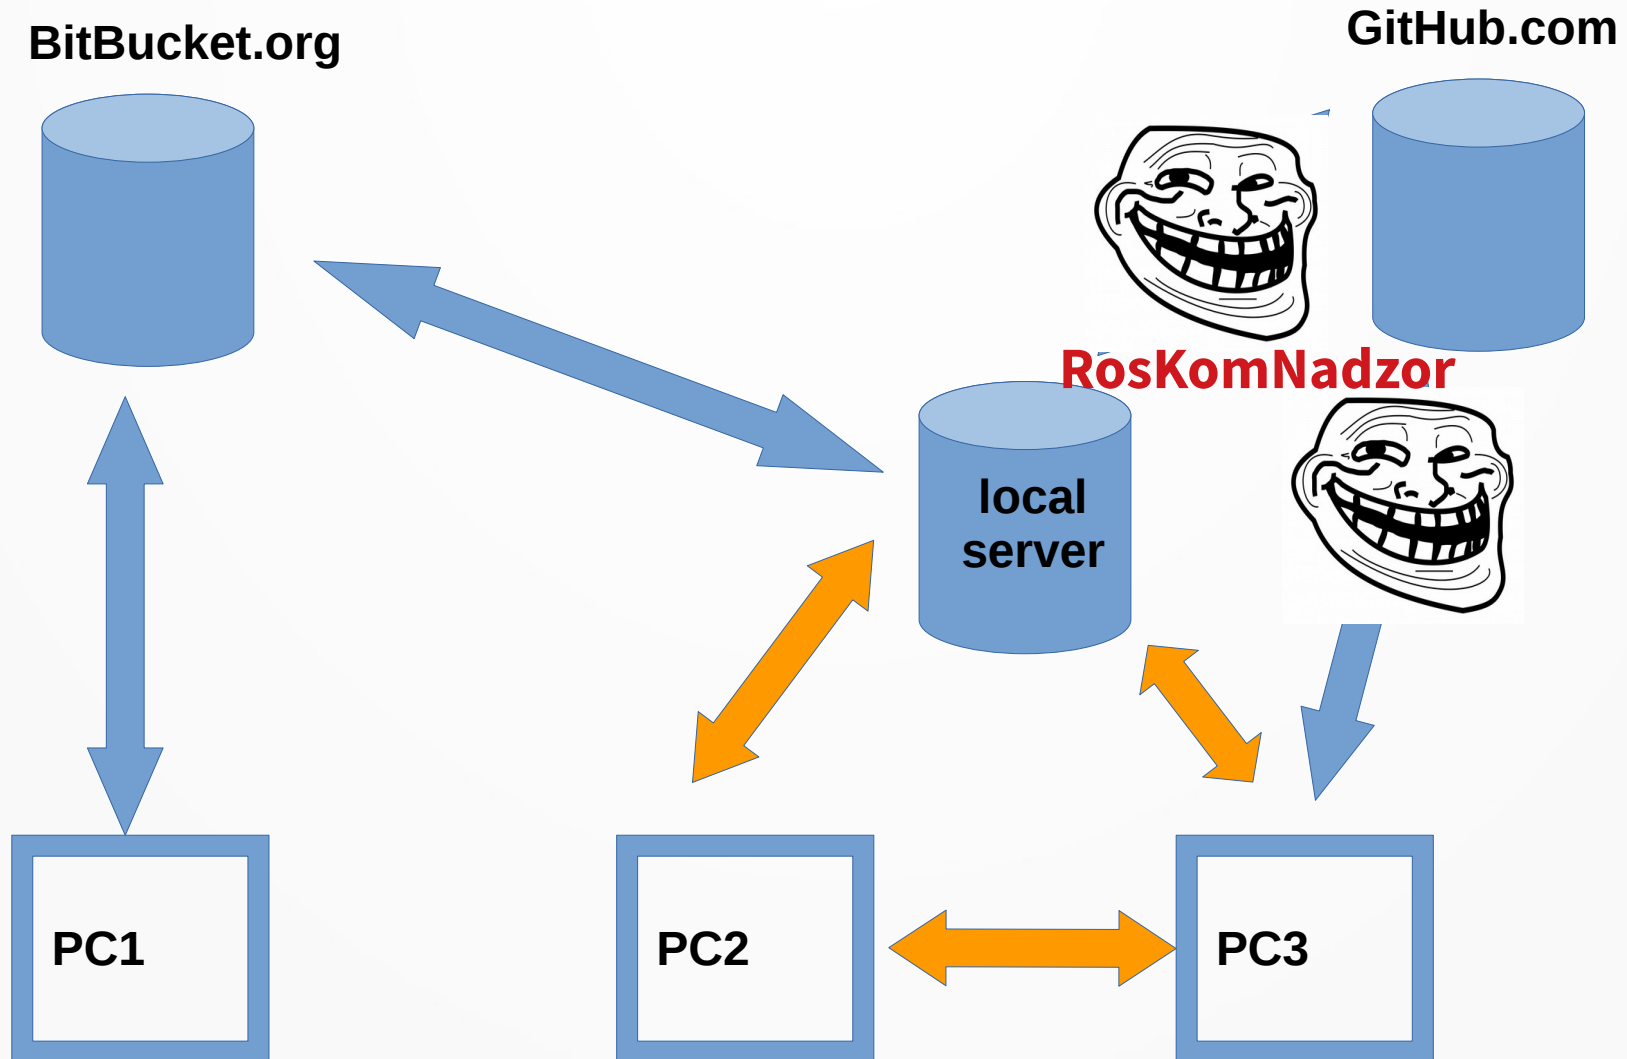 BitBucket.org
GitHub.com
RosKomNadzor
local
server
PC1
PC2
PC3